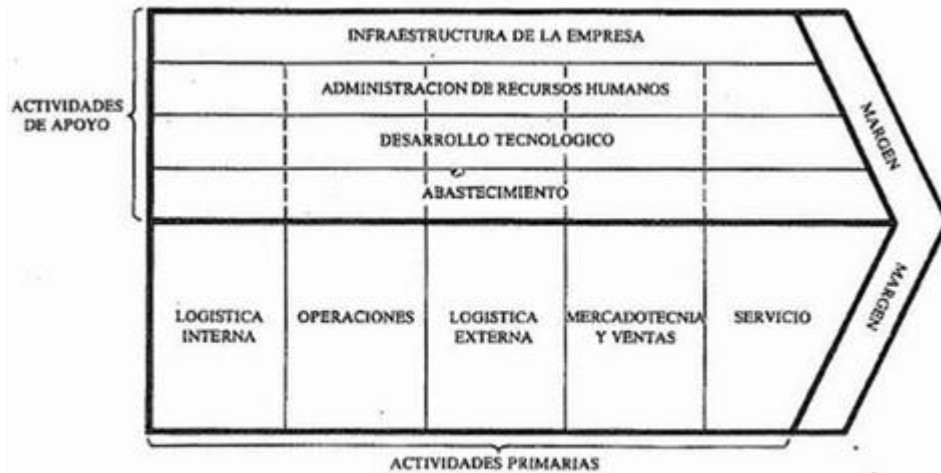 INFRAESTRUCTURA DE LA EMPRESA
ADMINISTRACION DE RECURSOS HUMANOS
ACTIVIDADES
DE APOYO
DESARROLLO TECNOLOGICO
ABASTECIMIENTO
MARGEN
LOGISTICA
INTERNA
OPERACIONES
LOGISTICA
EXTERNA
MERCADOTECNIA
Y VENTAS
SERVICIO
MARGEN
ACTIVIDADES PRIMARIAS